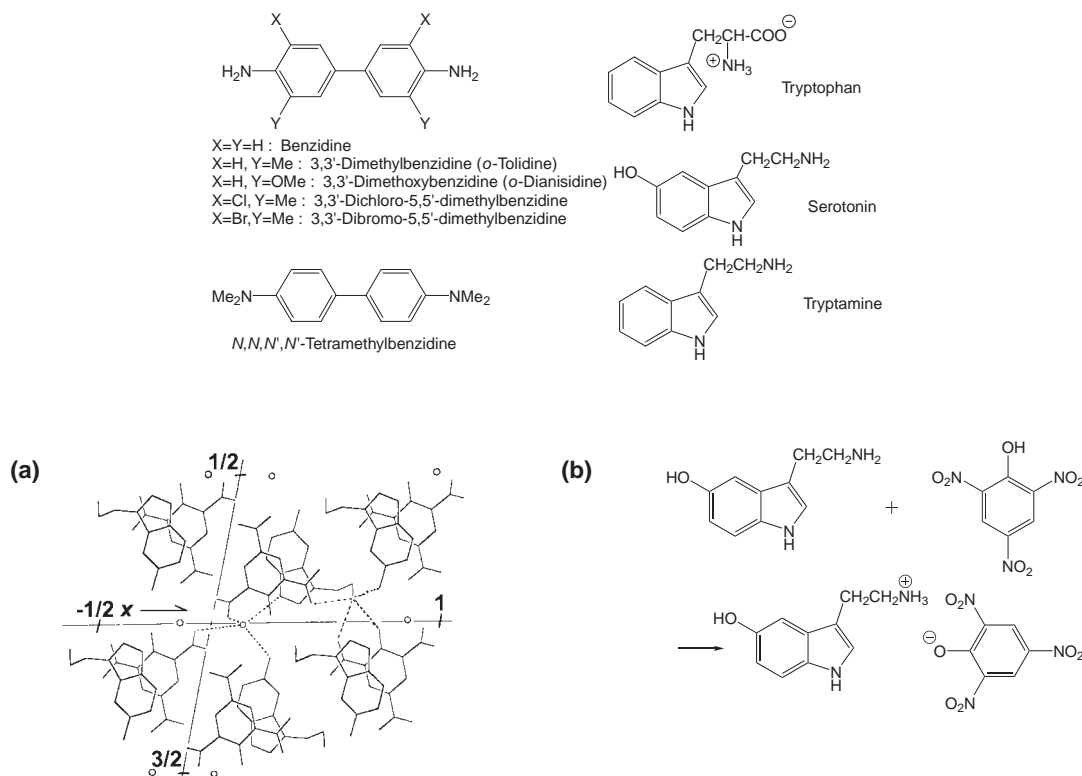 X
X
H₂N
NH₂
Y
Y
X=Y=H : Benzidine
X=H, Y=Me : 3,3'-Dimethylbenzidine (o-Tolidine)
X=H, Y=OMe : 3,3'-Dimethoxybenzidine (o-Dianisidine)
X=Cl, Y=Me : 3,3'-Dichloro-5,5'-dimethylbenzidine
X=Br,Y=Me : 3,3'-Dibromo-5,5'-dimethylbenzidine
Me₂N
NMe₂
N,N,N',N'-Tetramethylbenzidine
CH₂CH-COO⊖
⊕NH₃
N
H
Tryptophan
HO
CH₂CH₂NH₂
N
H
Serotonin
CH₂CH₂NH₂
N
H
Tryptamine
(a)
1/2
-1/2 x
1
3/2
(b)
HO
CH₂CH₂NH₂
N
H
+
OH
O₂N
NO₂
NO₂
HO
CH₂CH₂NH₃
⊕
N
H
⊖
O
O₂N
NO₂
O₂N